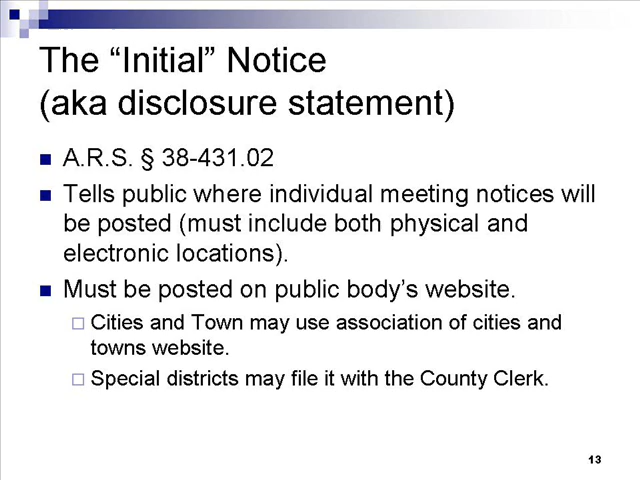 The “Initial” Notice
(aka disclosure statement)
A.R.S. § 38-431.02
Tells public where individual meeting notices will
be posted (must include both physical and
electronic locations).
Must be posted on public body’s website.
Cities and Town may use association of cities and
towns website.
Special districts may file it with the County Clerk.
13